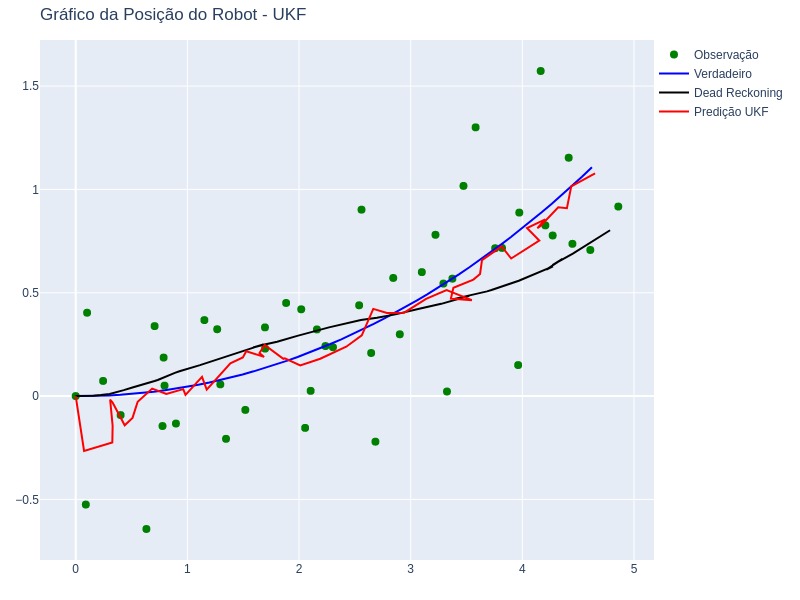 Gráfico da Posição do Robot - UKF
Observação
Verdadeiro
Dead Reckoning
Predição UKF
1.5
1
0.5
0
−0.5
0 1 2 3 4 5